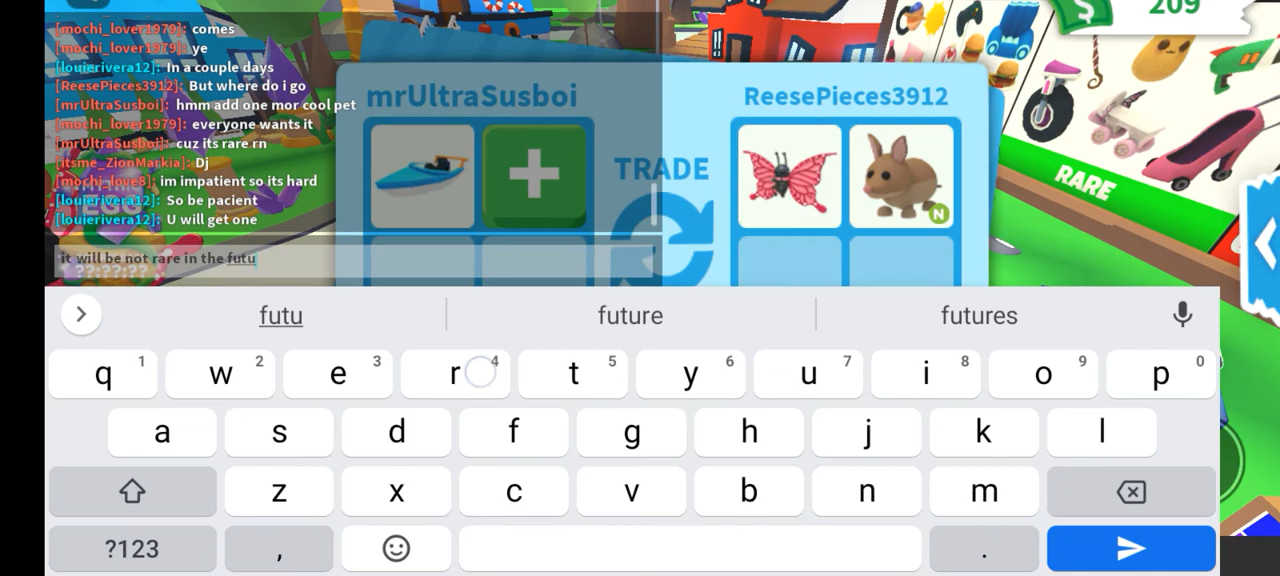 209
[mochi_lover1979]: comes
[mochi_lover1979]: ye
[louierivera12]: In a couple days
[ReesePieces3912]: But where do i go
[mrUltraSusboi]: hmm add one mor cool pet
[mochi_lover1979]: everyone wants it
[mrUltraSusboi]: cuz its rare rn
[itsme_ZionMarkia]: Dj
[mochi_love8]: im impatient so its hard
[louierivera12]: So be pacient
[louierivera12]: U will get one
it will be not rare in the futu
??:??:??
EGG
mrUltraSusboi
ReesePieces3912
TRADE
N
RARE
futu
future
futures
q 1 w 2 e 3 r 4 t 5 y 6 u 7 i 8 o 9 p 0
a s d f g h j k l
z x c v b n m
?123 , .